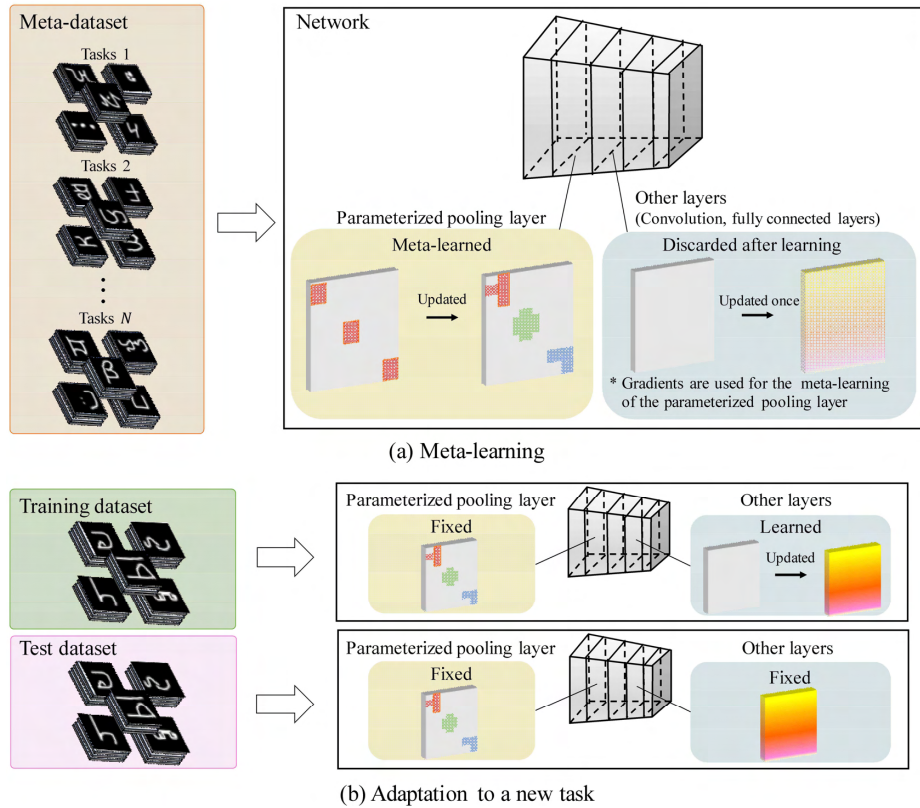 Meta-dataset
Tasks 1
Tasks 2
Tasks N
Network
Other layers
(Convolution, fully connected layers)
Parameterized pooling layer
Meta-learned
Updated
Discarded after learning
Updated once
* Gradients are used for the meta-learning
of the parameterized pooling layer
(a) Meta-learning
Training dataset
Parameterized pooling layer
Fixed
Other layers
Learned
Updated
Test dataset
Parameterized pooling layer
Fixed
Other layers
Fixed
(b) Adaptation to a new task